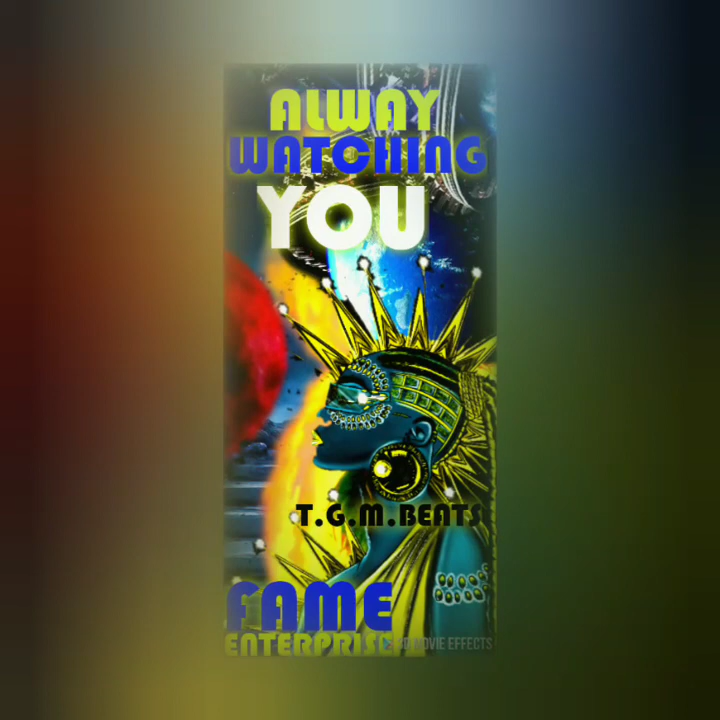 ALWAY
WATCHING
YOU
T.G.M.BEATS
FAME
ENTERPRISE
MOVIE EFFECTS